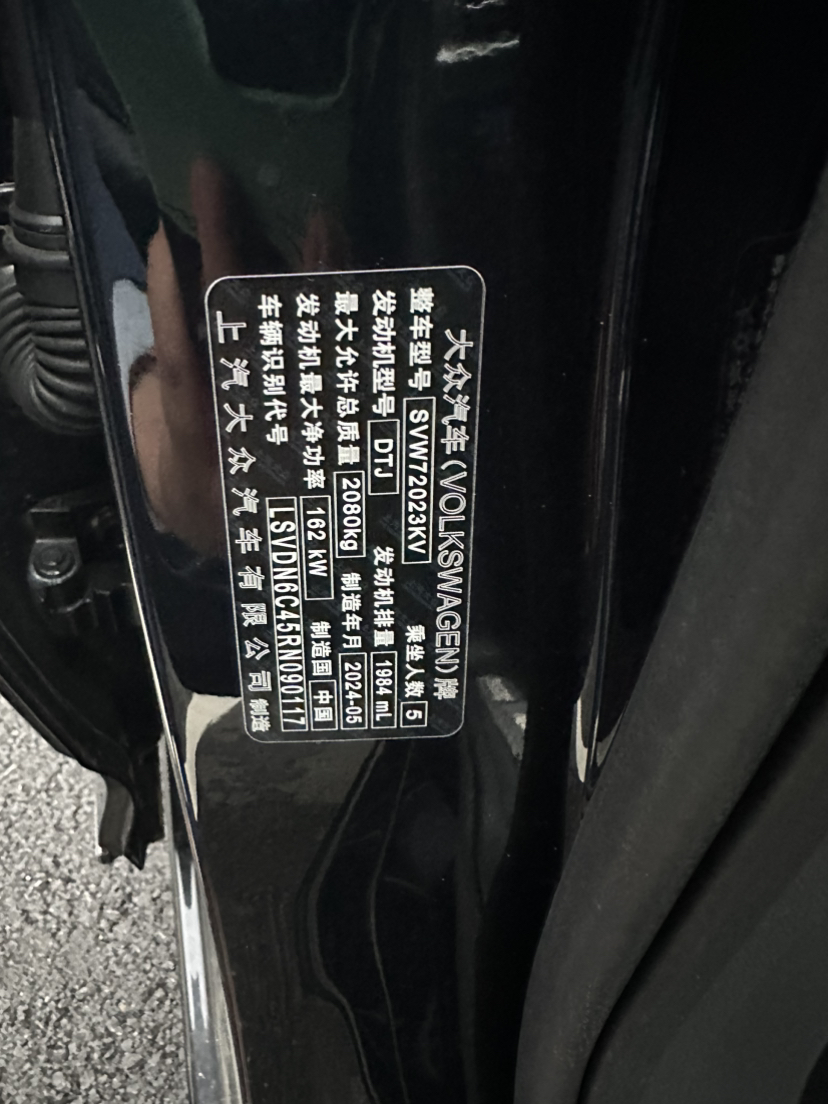 大众汽车(VOLKSWAGEN)牌
整车型号 SVW72023KV 乘坐人数 5
发动机型号 DTJ 发动机排量 1984 mL
最大允许总质量 2080kg 制造年月 2024-05
发动机最大净功率 162 kW 制造国 中国
车辆识别代号 LSVDN6C45RN090117
上汽大众汽车有限公司 制造